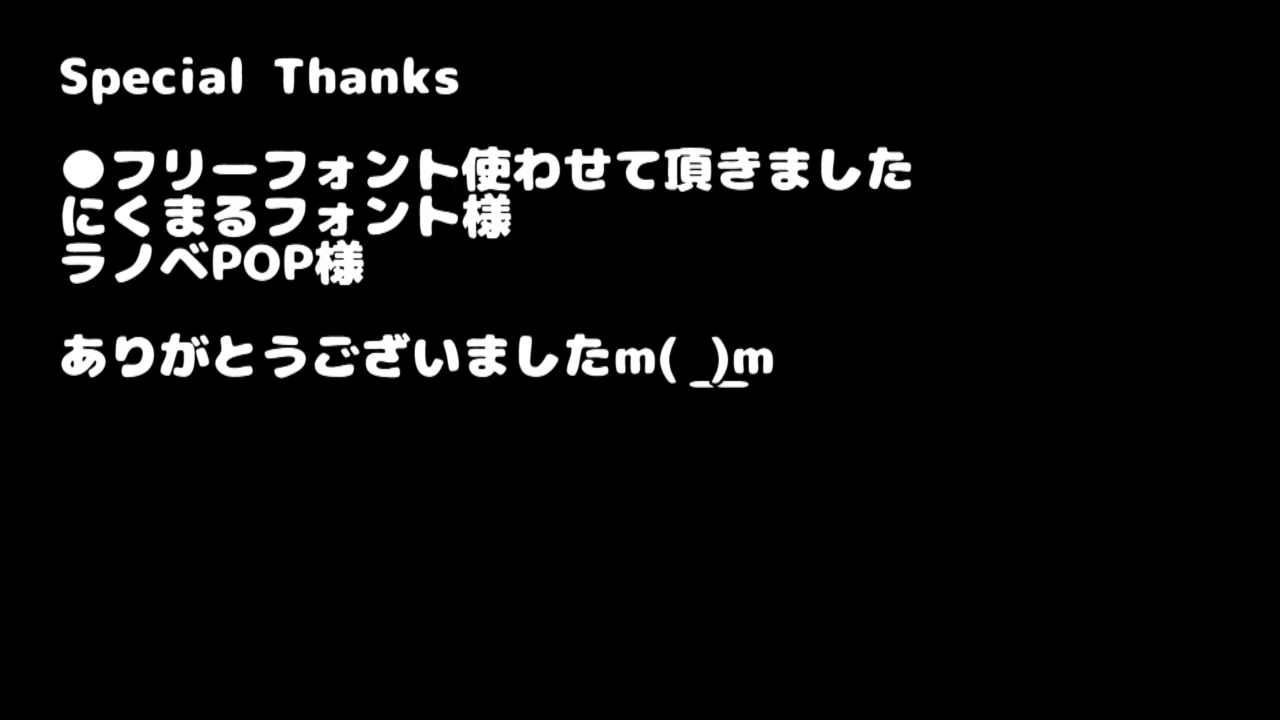 Special Thanks
●フリーフォント使わせて頂きました
にくまるフォント様
ラノベPOP様
ありがとうございましたm(_ _)m